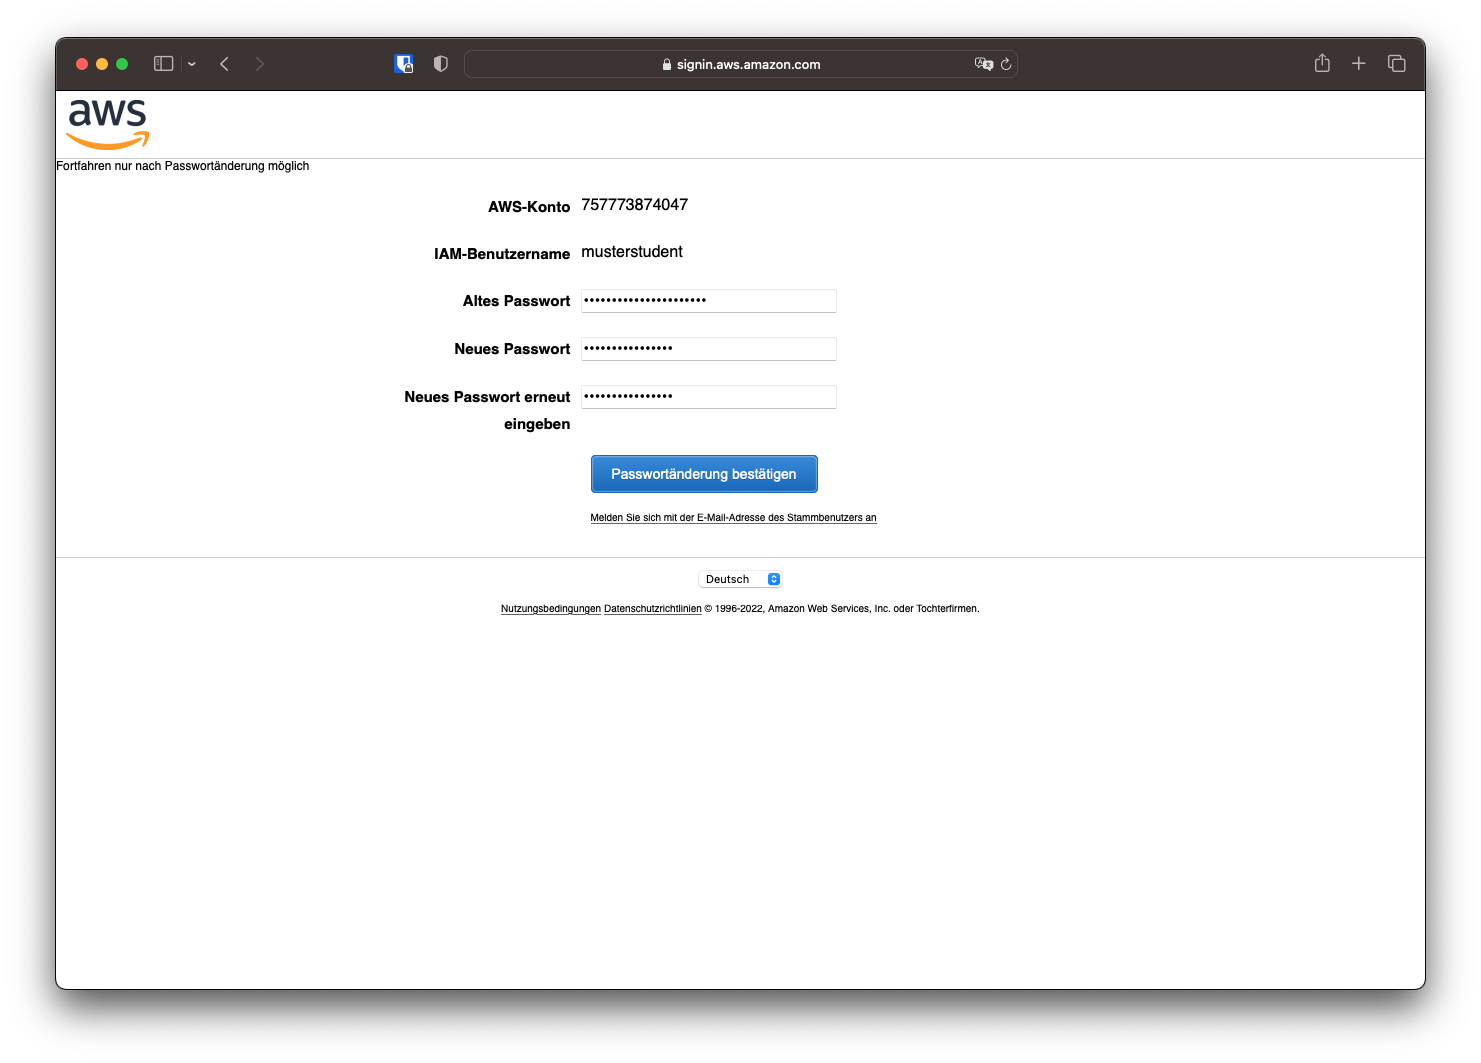 signin.aws.amazon.com
aws
Fortfahren nur nach Passwortänderung möglich
AWS-Konto 757773874047
IAM-Benutzername musterstudent
Altes Passwort ••••••••••••••••••••••
Neues Passwort ••••••••••••••••
Neues Passwort erneut ••••••••••••••••
eingeben
Passwortänderung bestätigen
Melden Sie sich mit der E-Mail-Adresse des Stammbenutzers an
Deutsch
Nutzungsbedingungen Datenschutzrichtlinien © 1996-2022, Amazon Web Services, Inc. oder Tochterfirmen.